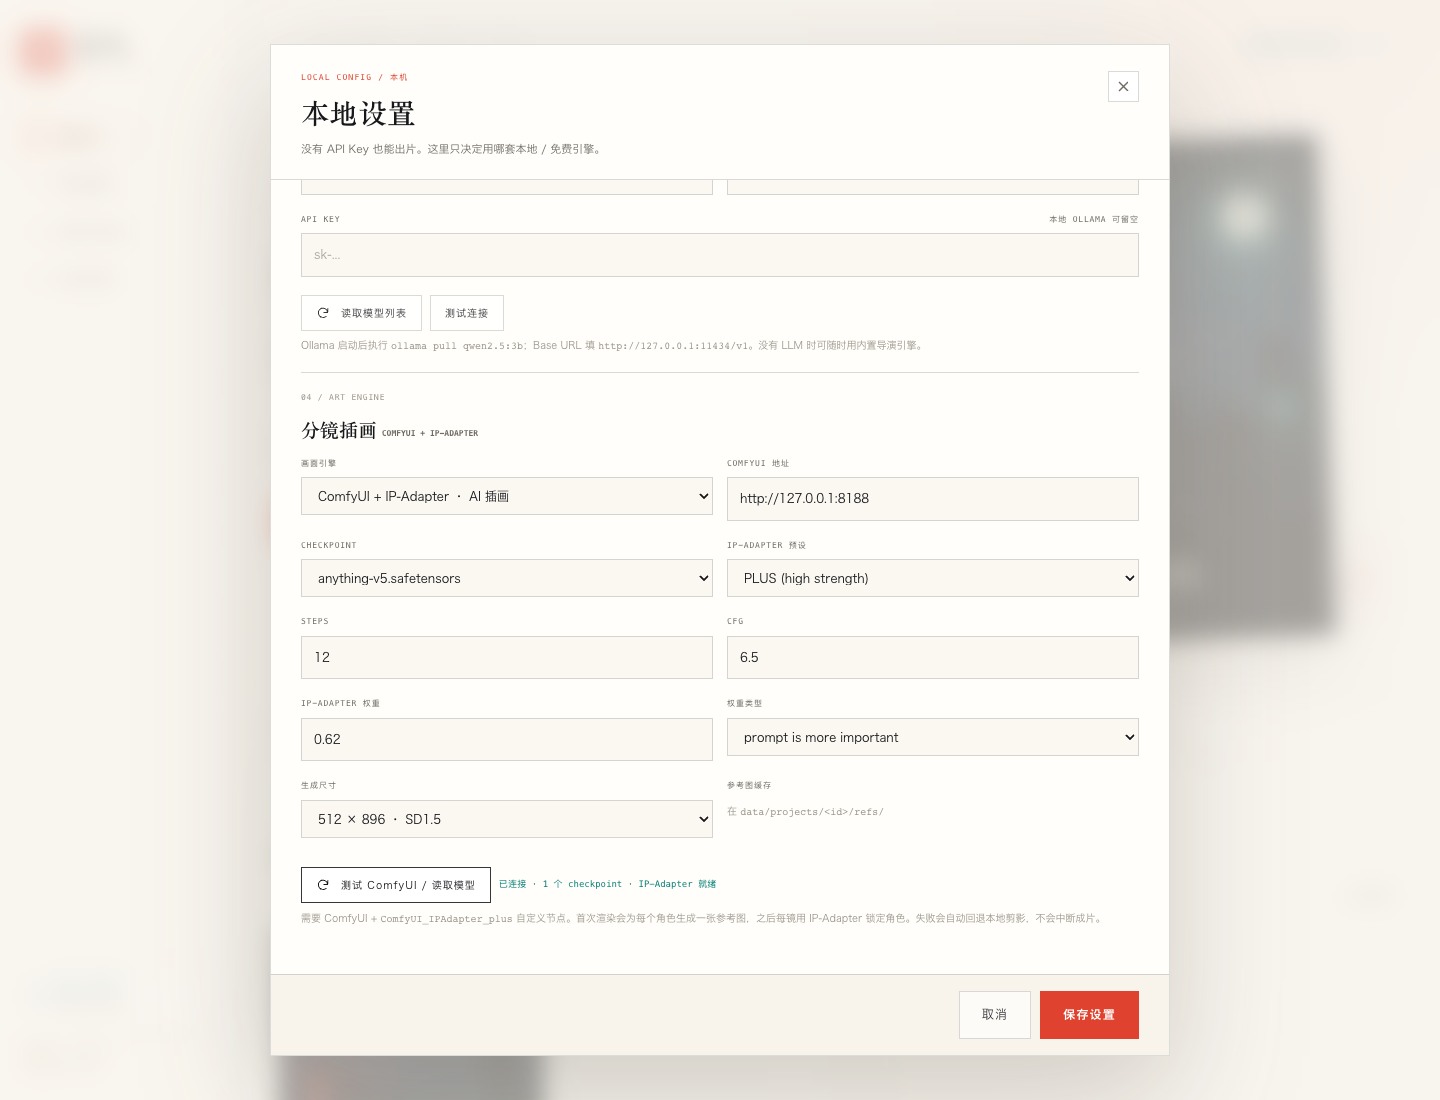 LOCAL CONFIG / 本机
本地设置
没有 API Key 也能出片。这里只决定用哪套本地 / 免费引擎。
API KEY
本地 OLLAMA 可留空
sk-...
读取模型列表
测试连接
Ollama 启动后执行 ollama pull qwen2.5:3b；Base URL 填 http://127.0.0.1:11434/v1。没有 LLM 时可随时用内置导演引擎。
04 / ART ENGINE
分镜插画 COMFYUI + IP-ADAPTER
画面引擎
COMFYUI 地址
ComfyUI + IP-Adapter · AI 插画
http://127.0.0.1:8188
CHECKPOINT
IP-ADAPTER 预设
anything-v5.safetensors
PLUS (high strength)
STEPS
CFG
12
6.5
IP-ADAPTER 权重
权重类型
0.62
prompt is more important
生成尺寸
参考图缓存
512 × 896 · SD1.5
在 data/projects/<id>/refs/
测试 ComfyUI / 读取模型
已连接 · 1 个 checkpoint · IP-Adapter 就绪
需要 ComfyUI + ComfyUI_IPAdapter_plus 自定义节点。首次渲染会为每个角色生成一张参考图，之后每镜用 IP-Adapter 锁定角色。失败会自动回退本地剪影，不会中断成片。
取消
保存设置